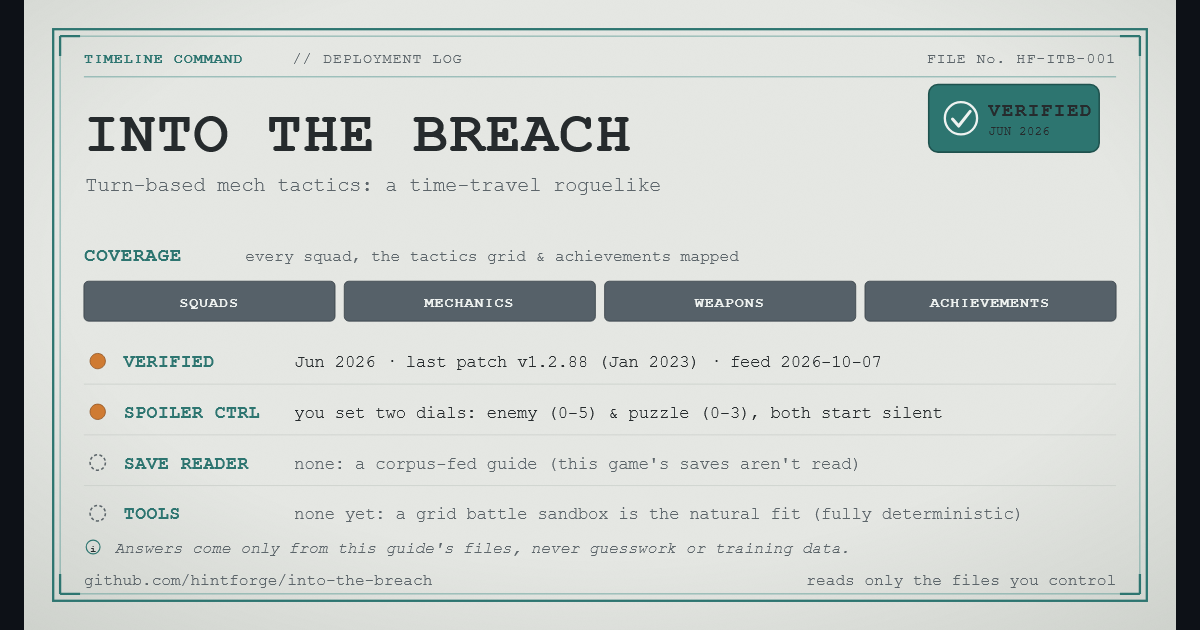 TIMELINE COMMAND // DEPLOYMENT LOG FILE No. HF-ITB-001
VERIFIED
JUN 2026
INTO THE BREACH
Turn-based mech tactics: a time-travel roguelike
COVERAGE every squad, the tactics grid & achievements mapped
SQUADS MECHANICS WEAPONS ACHIEVEMENTS
VERIFIED Jun 2026 · last patch v1.2.88 (Jan 2023) · feed 2026-10-07
SPOILER CTRL you set two dials: enemy (0-5) & puzzle (0-3), both start silent
SAVE READER none: a corpus-fed guide (this game's saves aren't read)
TOOLS none yet: a grid battle sandbox is the natural fit (fully deterministic)
i Answers come only from this guide's files, never guesswork or training data.
github.com/hintforge/into-the-breach reads only the files you control